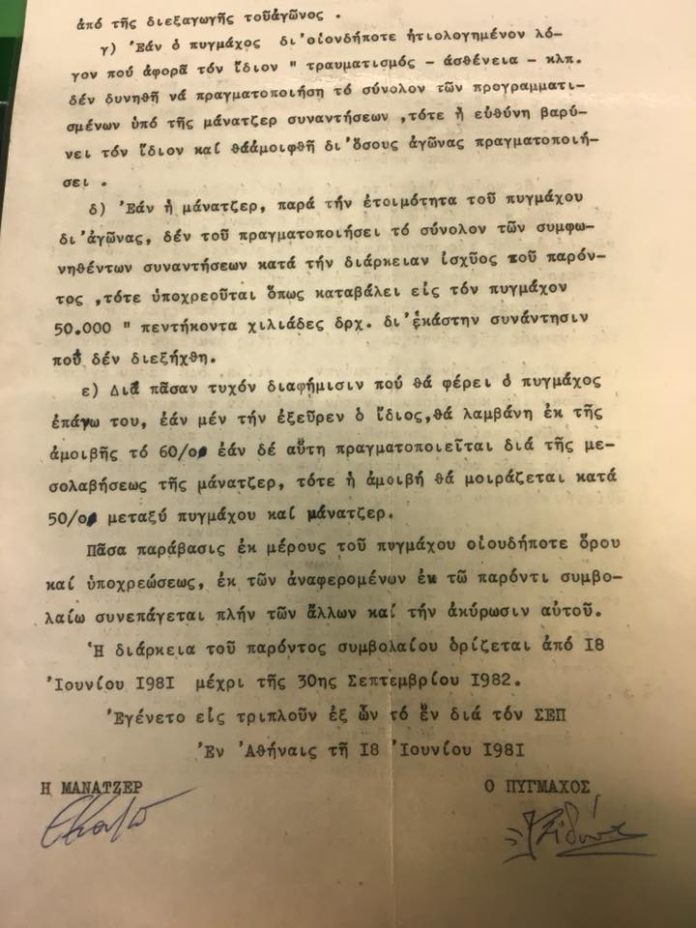 ἀπό τῆς διεξαγωγῆς τοῦἀγῶνος .
γ) Ἐάν ὁ πυγμάχος δι'οἱονδήποτε ἠτιολογημένον λό-
γον πού ἀφορᾶ τόν ἴδιον " τραυματισμός - ἀσθένεια - κλπ.
δέν δυνηθῆ νά πραγματοποιήση τό σύνολον τῶν προγραμματι-
σμένων ὑπό τῆς μάνατζερ συναντήσεων ,τότε ἡ εὐθύνη βαρύ-
νει τόν ἴδιον καί θάἀμοιφθῆ δι'ὅσους ἀγῶνας πραγματοποιή-
σει .
δ) Ἐάν ἡ μάνατζερ, παρά τήν ἑτοιμότητα τοῦ πυγμάχου
δι'ἀγῶνας, δέν τοῦ πραγματοποιήσει τό σύνολον τῶν συμφω-
νηθέντων συναντήσεων κατά τήν διάρκειαν ἰσχῦος τοῦ παρόν-
τος ,τότε ὑποχρεοῦται ὅπως καταβάλει εἰς τόν πυγμάχον
50.000 " πεντήκοντα χιλιάδες δρχ. δι'ἑκάστην συνάντησιν
πού δέν διεξήχθη.
ε) Διά πᾶσαν τυχόν διαφήμισιν πού θά φέρει ὁ πυγμάχος
ἐπάγω του, ἐάν μέν τήν ἐξεῦρεν ὁ ἴδιος,θά λαμβάνη ἐκ τῆς
ἀμοιβῆς τό 60/ο ἐάν δέ αὕτη πραγματοποιεῖται διά τῆς με-
σολαβήσεως τῆς μάνατζερ, τότε ἡ ἀμοιβή θά μοιράζεται κατά
50/ο μεταξύ πυγμάχου καί μάνατζερ.
Πᾶσα παράβασις ἐκ μέρους τοῦ πυγμάχου οἱουδήποτε ὅρου
καί ὑποχρεώσεως, ἐκ τῶν ἀναφερομένων ἐν τῶ παρόντι συμβο-
λαίω συνεπάγεται πλήν τῶν ἄλλων καί τήν ἀκύρωσιν αὐτοῦ.
Ἡ διάρκεια τοῦ παρόντος συμβολαίου ὁρίζεται ἀπό 18
Ἰουνίου 1981 μέχρι τῆς 30ης Σεπτεμβρίου 1982.
Ἐγένετο εἰς τριπλοῦν ἐξ ὧν τό ἕν διά τόν ΣΕΠ
Ἐν Ἀθήναις τῆ 18 Ἰουνίου 1981
Η ΜΑΝΑΤΖΕΡ Ο ΠΥΓΜΑΧΟΣ